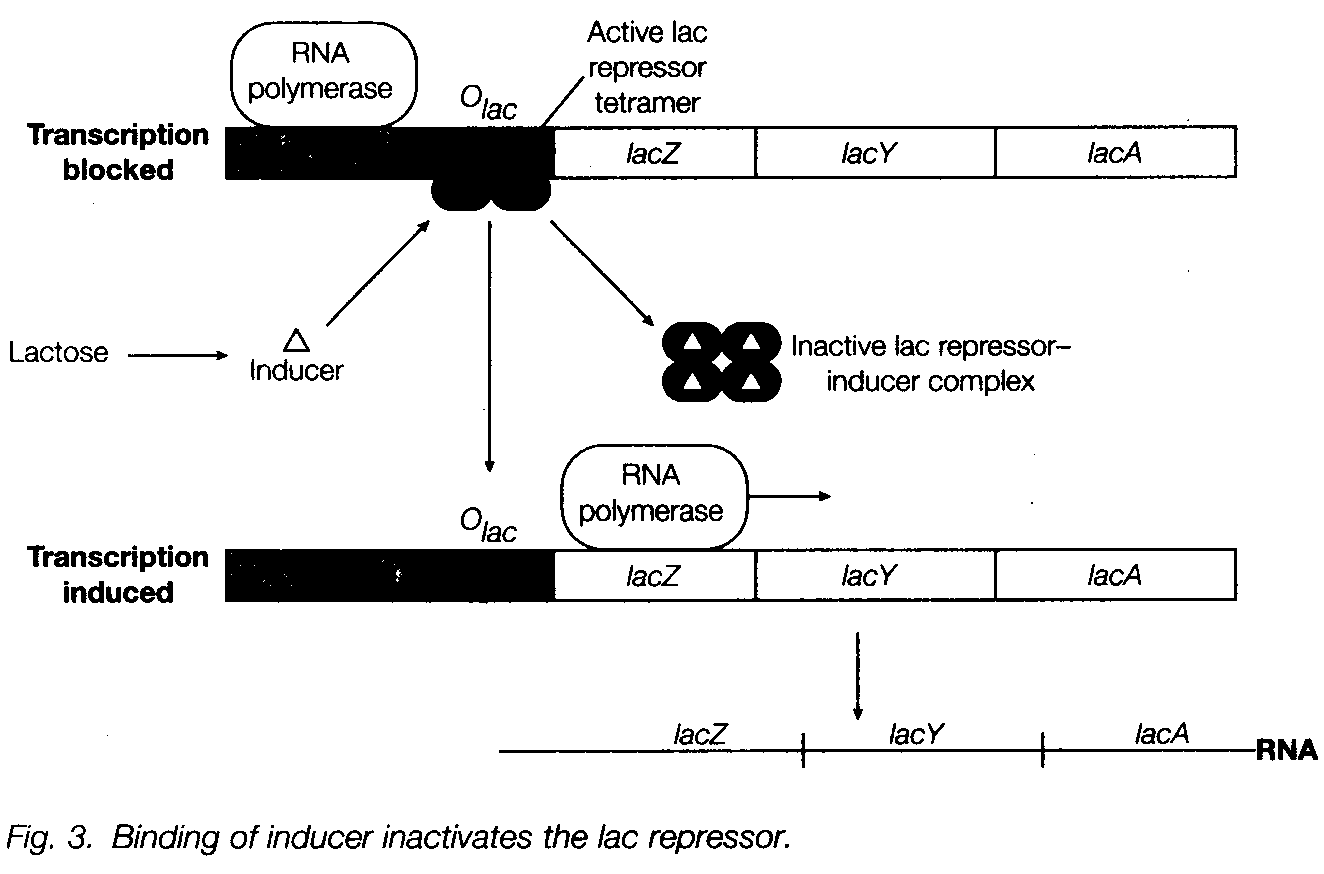 RNA
polymerase
Active lac
repressor
tetramer
Olac
Transcription
blocked
lacZ
lacY
lacA
Lactose
Inducer
Inactive lac repressor–
inducer complex
RNA
polymerase
Olac
Transcription
induced
lacZ
lacY
lacA
lacZ
lacY
lacA
RNA
Fig. 3. Binding of inducer inactivates the lac repressor.